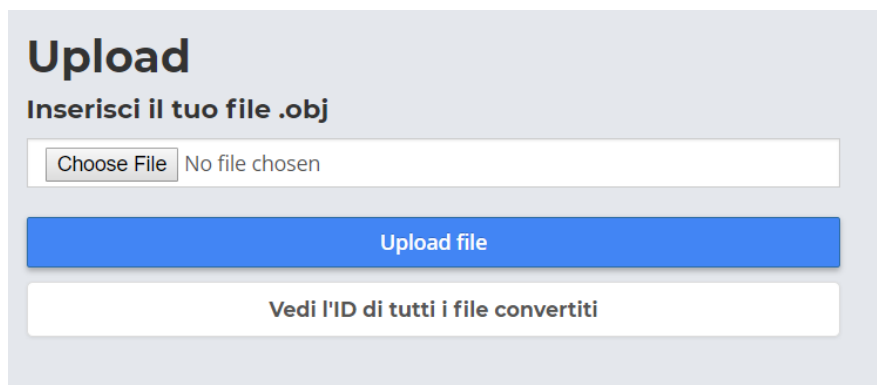 Upload
Inserisci il tuo file .obj
Choose File No file chosen
Upload file
Vedi l'ID di tutti i file convertiti